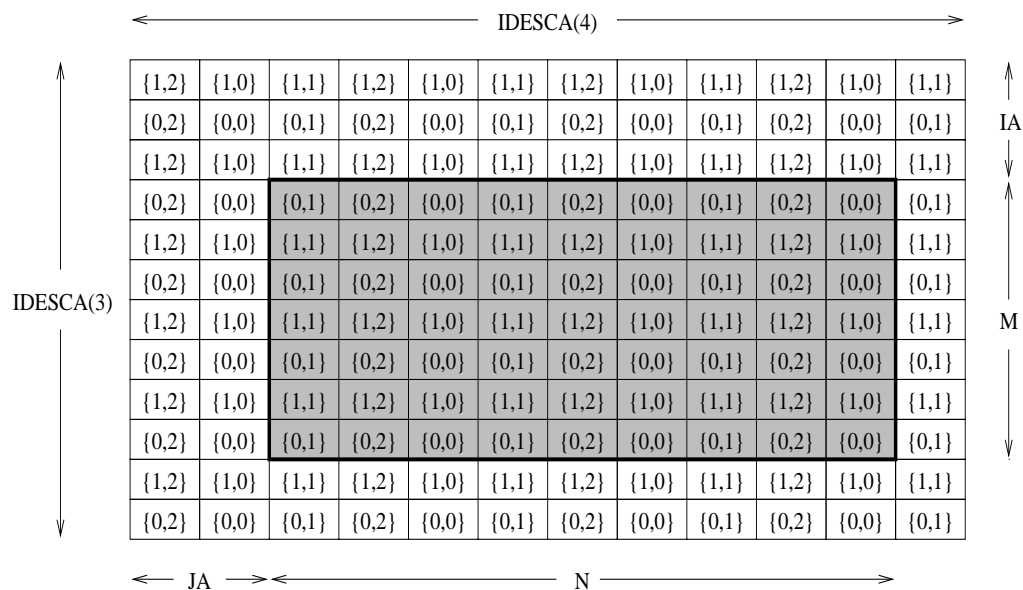 IDESCA(4)
{1,2} {1,0} {1,1} {1,2} {1,0} {1,1} {1,2} {1,0} {1,1} {1,2} {1,0} {1,1}
{0,2} {0,0} {0,1} {0,2} {0,0} {0,1} {0,2} {0,0} {0,1} {0,2} {0,0} {0,1} IA
{1,2} {1,0} {1,1} {1,2} {1,0} {1,1} {1,2} {1,0} {1,1} {1,2} {1,0} {1,1}
{0,2} {0,0} {0,1} {0,2} {0,0} {0,1} {0,2} {0,0} {0,1} {0,2} {0,0} {0,1}
{1,2} {1,0} {1,1} {1,2} {1,0} {1,1} {1,2} {1,0} {1,1} {1,2} {1,0} {1,1}
{0,2} {0,0} {0,1} {0,2} {0,0} {0,1} {0,2} {0,0} {0,1} {0,2} {0,0} {0,1}
IDESCA(3) {1,2} {1,0} {1,1} {1,2} {1,0} {1,1} {1,2} {1,0} {1,1} {1,2} {1,0} {1,1} M
{0,2} {0,0} {0,1} {0,2} {0,0} {0,1} {0,2} {0,0} {0,1} {0,2} {0,0} {0,1}
{1,2} {1,0} {1,1} {1,2} {1,0} {1,1} {1,2} {1,0} {1,1} {1,2} {1,0} {1,1}
{0,2} {0,0} {0,1} {0,2} {0,0} {0,1} {0,2} {0,0} {0,1} {0,2} {0,0} {0,1}
{1,2} {1,0} {1,1} {1,2} {1,0} {1,1} {1,2} {1,0} {1,1} {1,2} {1,0} {1,1}
{0,2} {0,0} {0,1} {0,2} {0,0} {0,1} {0,2} {0,0} {0,1} {0,2} {0,0} {0,1}
JA N